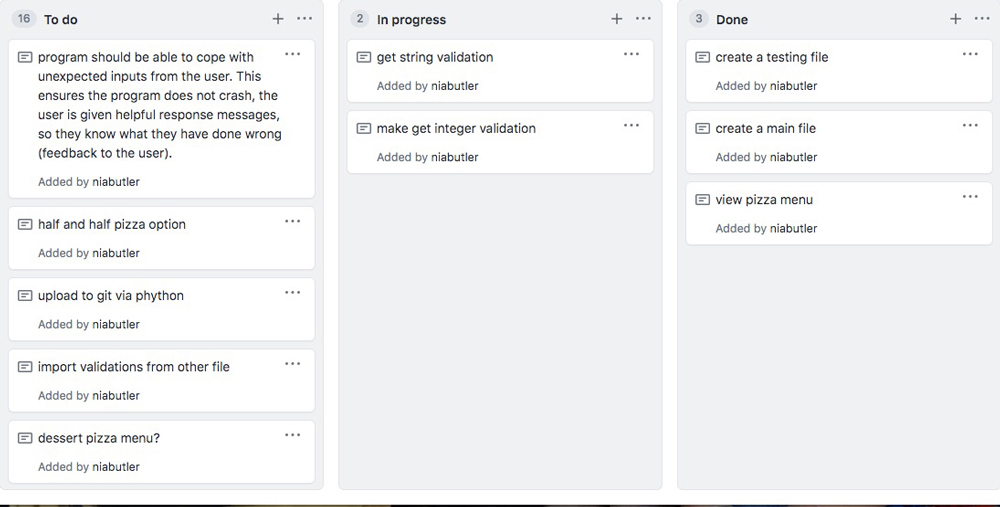 16 To do
program should be able to cope with
unexpected inputs from the user. This
ensures the program does not crash, the
user is given helpful response messages,
so they know what they have done wrong
(feedback to the user).
Added by niabutler
half and half pizza option
Added by niabutler
upload to git via phython
Added by niabutler
import validations from other file
Added by niabutler
dessert pizza menu?
Added by niabutler
2 In progress
get string validation
Added by niabutler
make get integer validation
Added by niabutler
3 Done
create a testing file
Added by niabutler
create a main file
Added by niabutler
view pizza menu
Added by niabutler